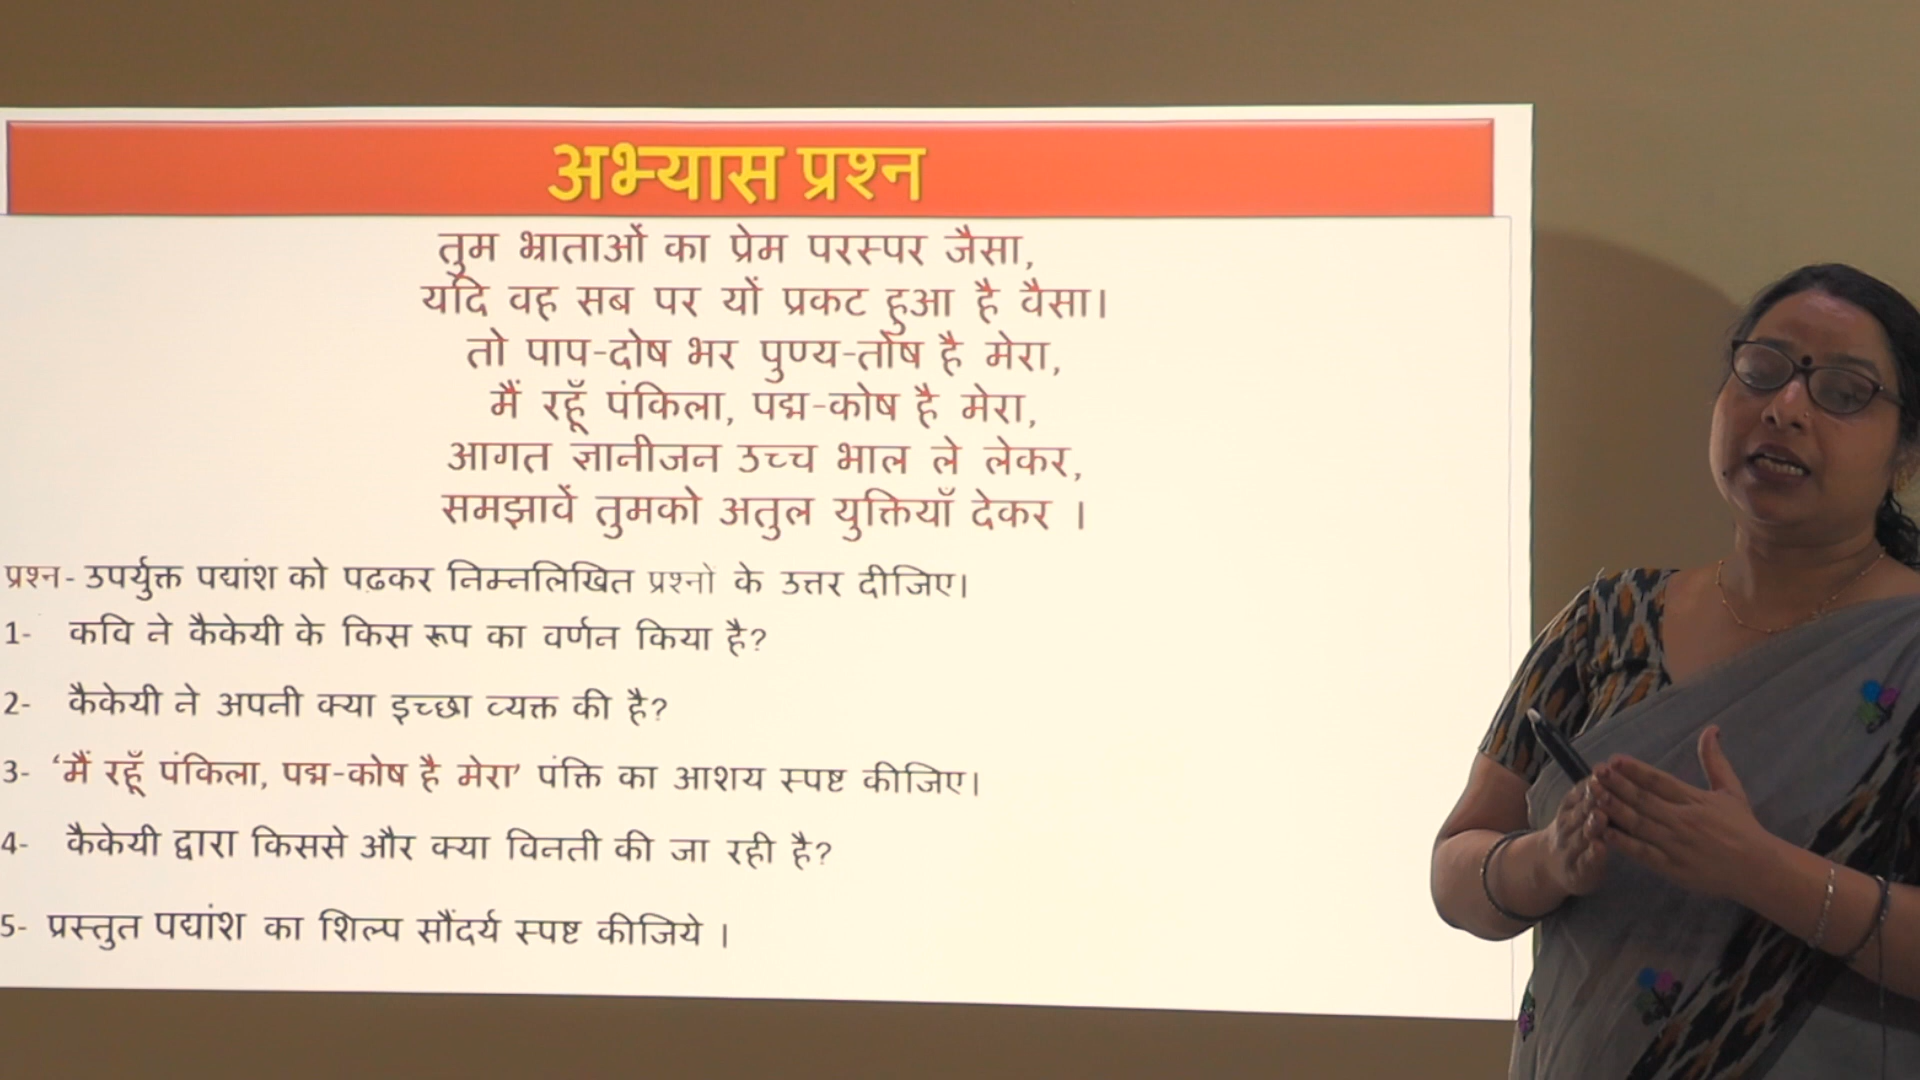 अभ्यास प्रश्न
तुम भ्राताओं का प्रेम परस्पर जैसा,
यदि वह सब पर यों प्रकट हुआ है वैसा।
तो पाप-दोष भर पुण्य-तोष है मेरा,
मैं रहूँ पंकिला, पद्म-कोष है मेरा,
आगत ज्ञानीजन उच्च भाल ले लेकर,
समझावें तुमको अतुल युक्तियाँ देकर ।
प्रश्न- उपर्युक्त पद्यांश को पढकर निम्नलिखित प्रश्नो के उत्तर दीजिए।
1- कवि ने कैकेयी के किस रूप का वर्णन किया है?
2- कैकेयी ने अपनी क्या इच्छा व्यक्त की है?
3- ‘मैं रहूँ पंकिला, पद्म-कोष है मेरा’ पंक्ति का आशय स्पष्ट कीजिए।
4- कैकेयी द्वारा किससे और क्या विनती की जा रही है?
5- प्रस्तुत पद्यांश का शिल्प सौंदर्य स्पष्ट कीजिये ।